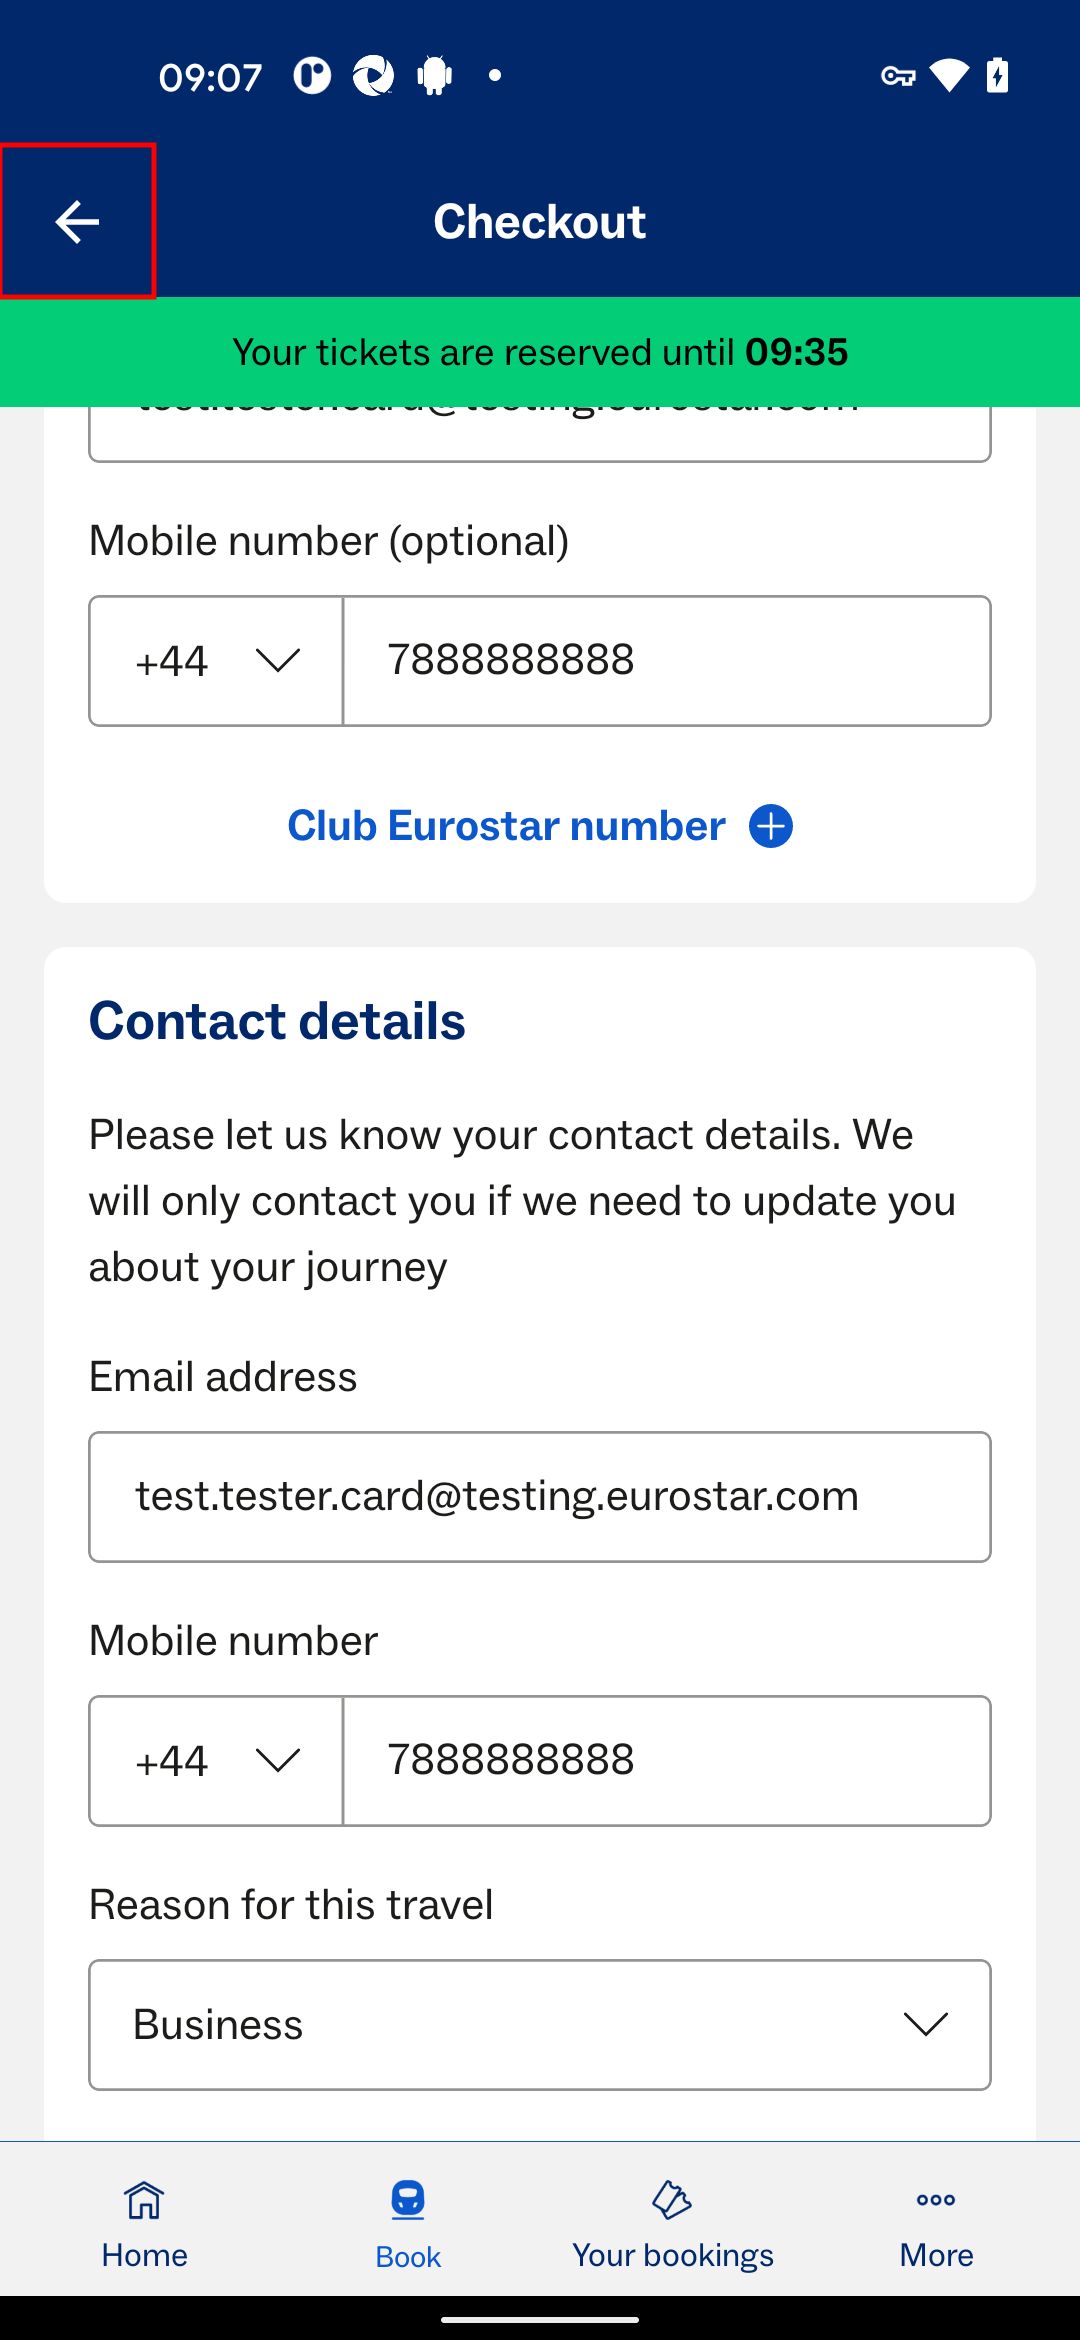 09:07
Checkout
Your tickets are reserved until 09:35
Mobile number (optional)
+44 7888888888
Club Eurostar number
Contact details
Please let us know your contact details. We
will only contact you if we need to update you
about your journey
Email address
test.tester.card@testing.eurostar.com
Mobile number
+44 7888888888
Reason for this travel
Business
Home Book Your bookings More